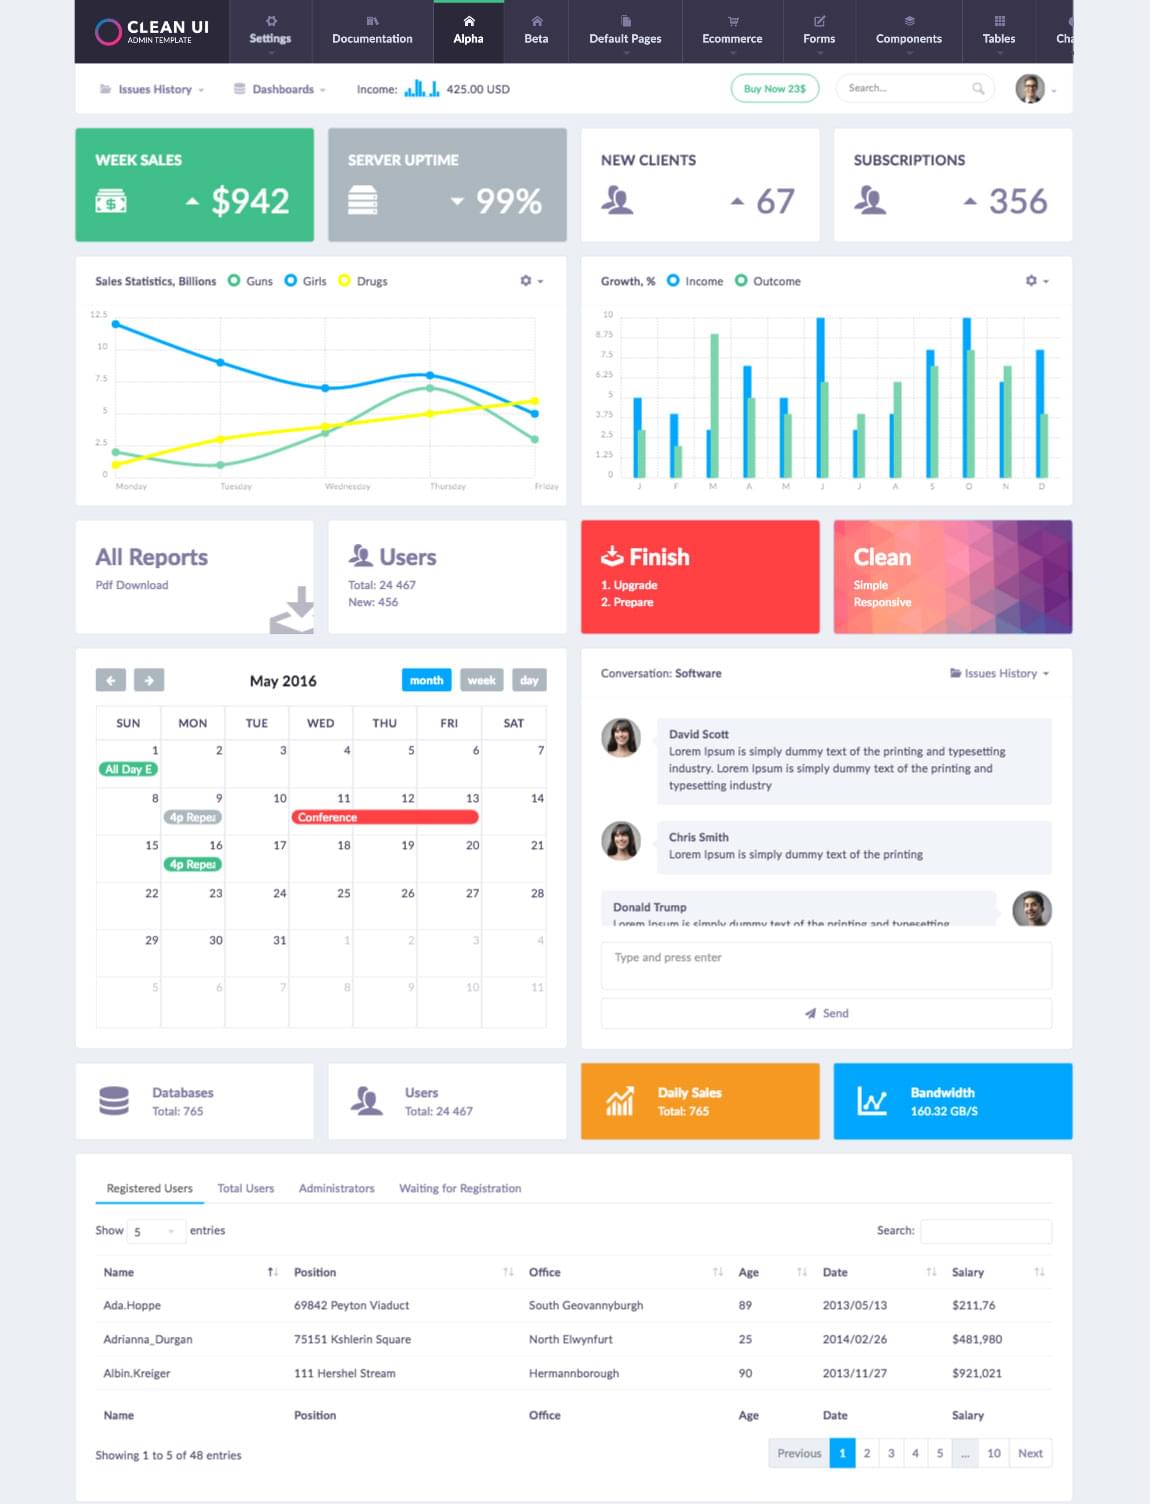 CLEAN UI
ADMIN TEMPLATE
Settings
Documentation
Alpha
Beta
Default Pages
Ecommerce
Forms
Components
Tables
Issues History
Dashboards
Income:
425.00 USD
Buy Now 23$
Search...
WEEK SALES
$942
SERVER UPTIME
99%
NEW CLIENTS
67
SUBSCRIPTIONS
356
Sales Statistics, Billions Guns Girls Drugs
12.5
10
7.5
5
2.5
0
Monday Tuesday Wednesday Thursday Friday
Growth, % Income Outcome
10
8.75
7.5
6.25
5
3.75
2.5
1.25
0
J F M A M J J A S O N D
All Reports
Pdf Download
Users
Total: 24 467
New: 456
Finish
1. Upgrade
2. Prepare
Clean
Simple
Responsive
May 2016
month week day
SUN MON TUE WED THU FRI SAT
1 2 3 4 5 6 7
All Day E
8 9 10 11 12 13 14
4p Repea Conference
15 16 17 18 19 20 21
4p Repea
22 23 24 25 26 27 28
29 30 31 1 2 3 4
5 6 7 8 9 10 11
Conversation: Software
Issues History
David Scott
Lorem Ipsum is simply dummy text of the printing and typesetting
industry. Lorem Ipsum is simply dummy text of the printing and
typesetting industry
Chris Smith
Lorem Ipsum is simply dummy text of the printing
Donald Trump
Lorem Ipsum is simply dummy text of the printing and typesetting
Type and press enter
Send
Databases
Total: 765
Users
Total: 24 467
Daily Sales
Total: 765
Bandwidth
160.32 GB/S
Registered Users Total Users Administrators Waiting for Registration
Show 5 entries
Search:
Name Position Office Age Date Salary
Ada.Hoppe 69842 Peyton Viaduct South Geovannyburgh 89 2013/05/13 $211,76
Adrianna_Durgan 75151 Kshlerin Square North Elwynfurt 25 2014/02/26 $481,980
Albin.Kreiger 111 Hershel Stream Hermannborough 90 2013/11/27 $921,021
Name Position Office Age Date Salary
Showing 1 to 5 of 48 entries
Previous 1 2 3 4 5 ... 10 Next